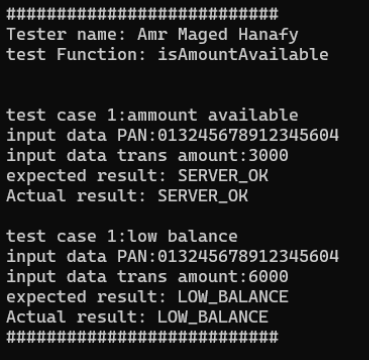 ###########################
Tester name: Amr Maged Hanafy
test Function: isAmountAvailable
test case 1:ammount available
input data PAN:013245678912345604
input data trans amount:3000
expected result: SERVER_OK
Actual result: SERVER_OK
test case 1:low balance
input data PAN:013245678912345604
input data trans amount:6000
expected result: LOW_BALANCE
Actual result: LOW_BALANCE
###########################